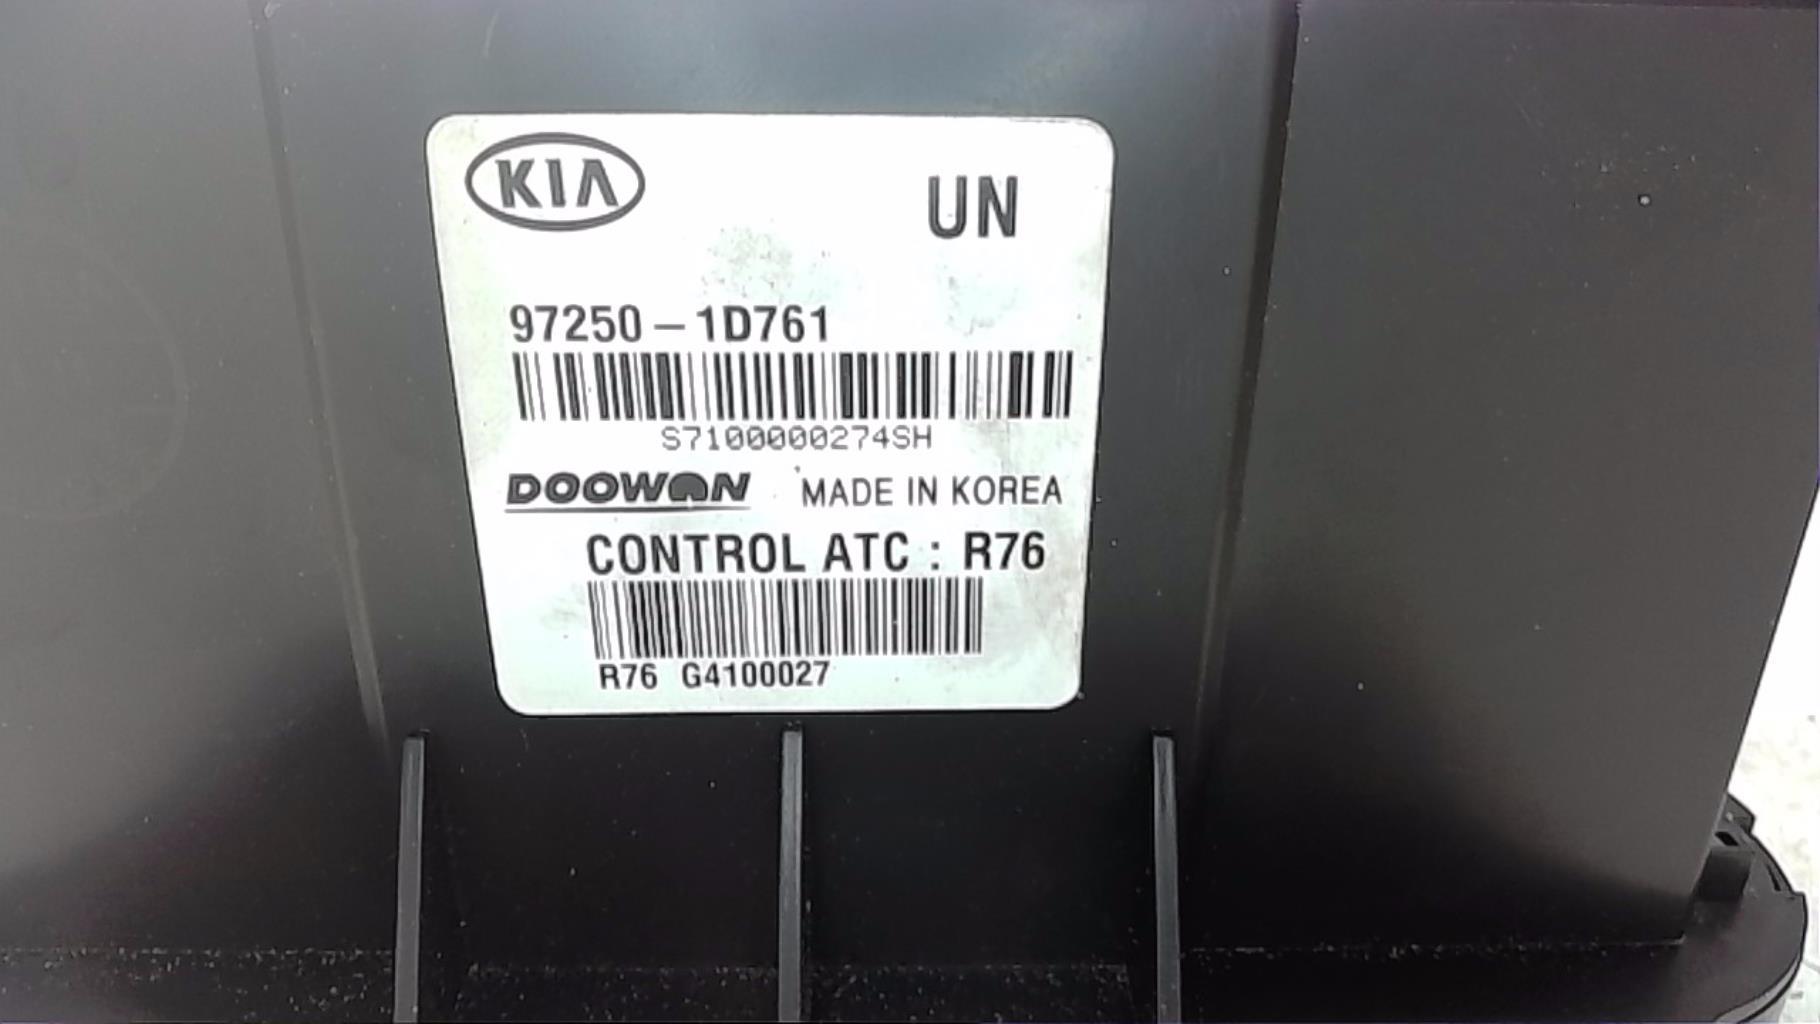 KIA UN
97250-1D761
S7100000274SH
DOOWON MADE IN KOREA
CONTROL ATC : R76
R76 G4100027